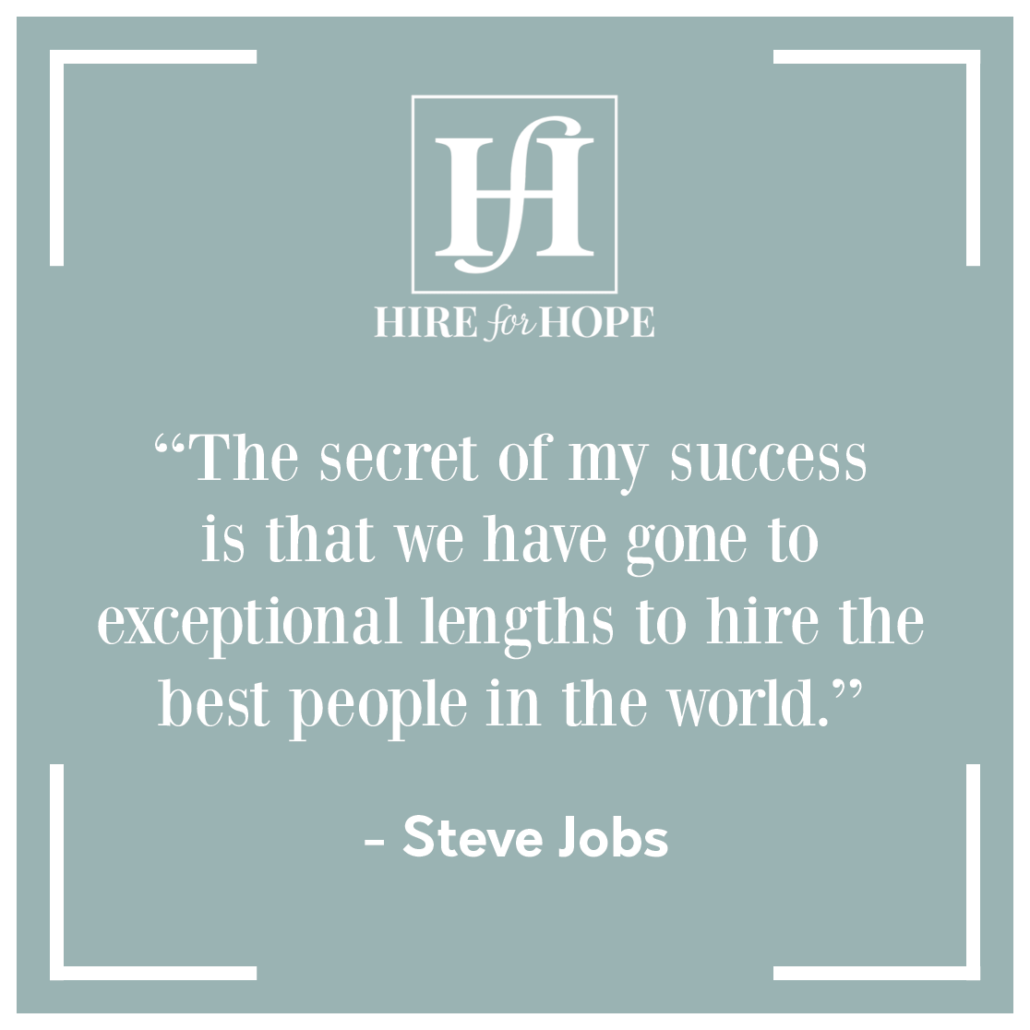 HfH
HIRE for HOPE
“The secret of my success
is that we have gone to
exceptional lengths to hire the
best people in the world.”
- Steve Jobs